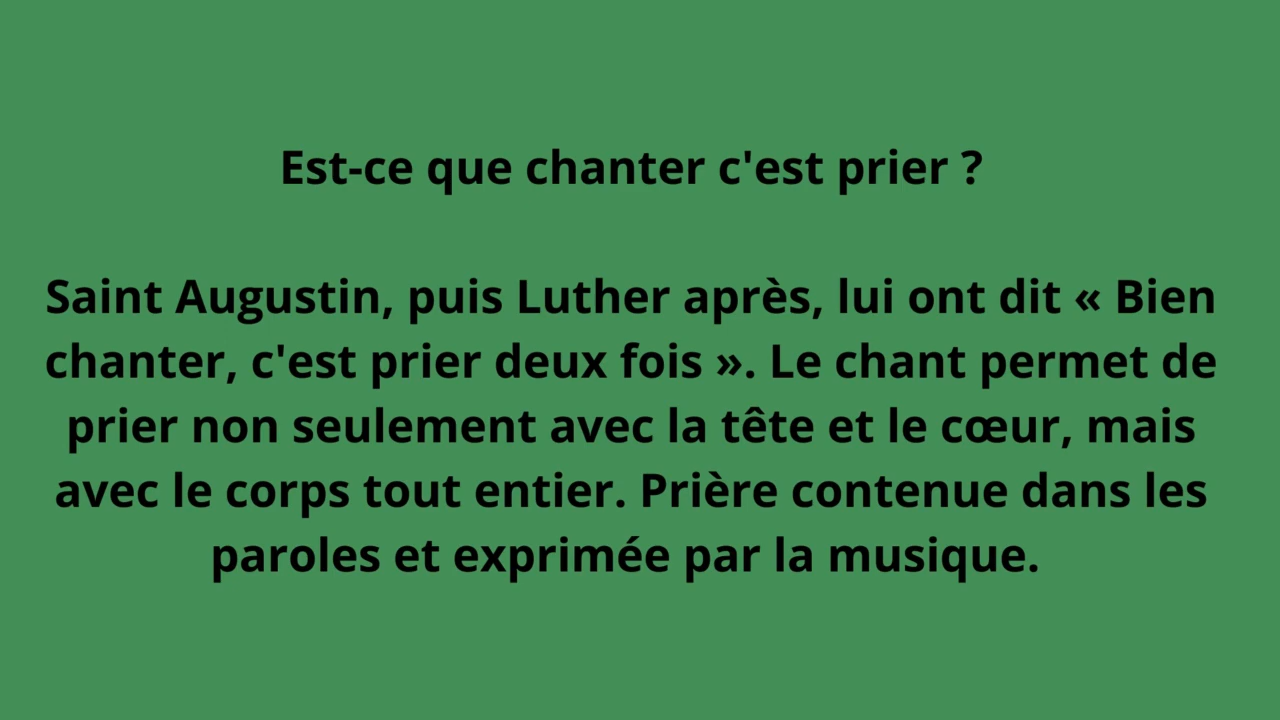 Est-ce que chanter c'est prier ?
Saint Augustin, puis Luther après, lui ont dit « Bien
chanter, c'est prier deux fois ». Le chant permet de
prier non seulement avec la tête et le cœur, mais
avec le corps tout entier. Prière contenue dans les
paroles et exprimée par la musique.